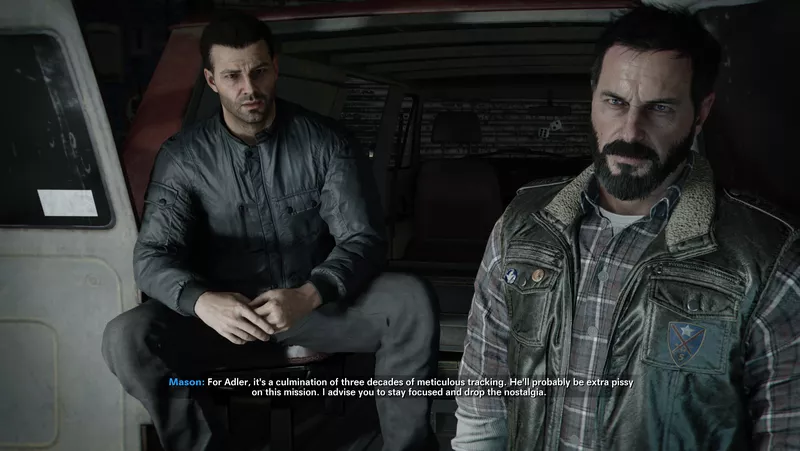 Mason: For Adler, it's a culmination of three decades of meticulous tracking. He'll probably be extra pissy
on this mission. I advise you to stay focused and drop the nostalgia.